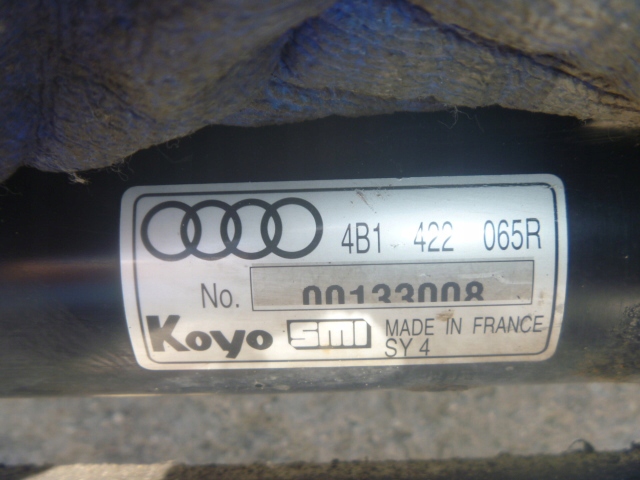 4B1 422 065R
No. 00133008
Koyo SMI MADE IN FRANCE
SY 4